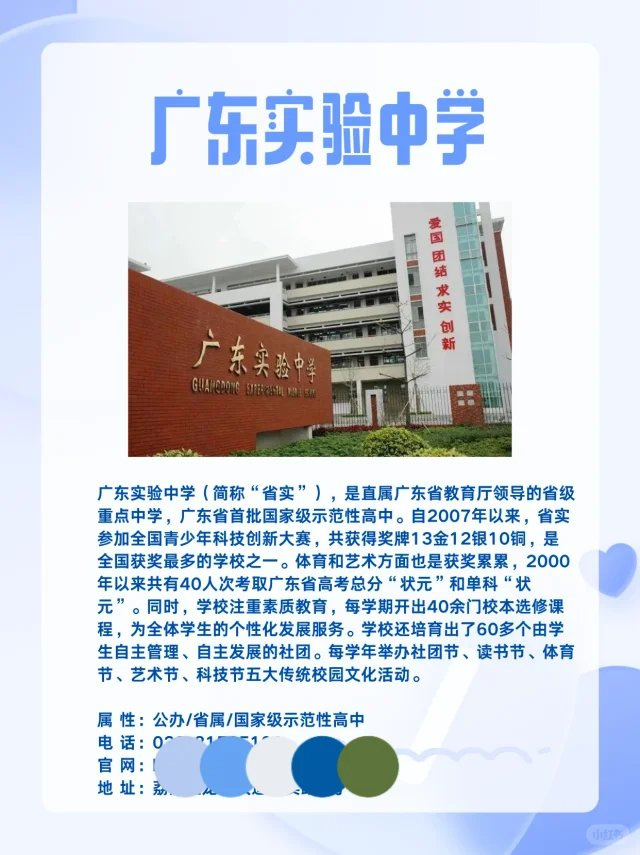 广东实验中学
爱国 团结 求实 创新
广东实验中学
GUANGDONG EXPERIMENTAL MIDDLE SCHOOL
广东实验中学（简称“省实”），是直属广东省教育厅领导的省级
重点中学，广东省首批国家级示范性高中。自2007年以来，省实
参加全国青少年科技创新大赛，共获得奖牌13金12银10铜，是
全国获奖最多的学校之一。体育和艺术方面也是获奖累累，2000
年以来共有40人次考取广东省高考总分“状元”和单科“状
元”。同时，学校注重素质教育，每学期开出40余门校本选修课
程，为全体学生的个性化发展服务。学校还培育出了60多个由学
生自主管理、自主发展的社团。每学年举办社团节、读书节、体育
节、艺术节、科技节五大传统校园文化活动。
属 性：公办/省属/国家级示范性高中
电 话：
官 网：
地 址：荔
小红书